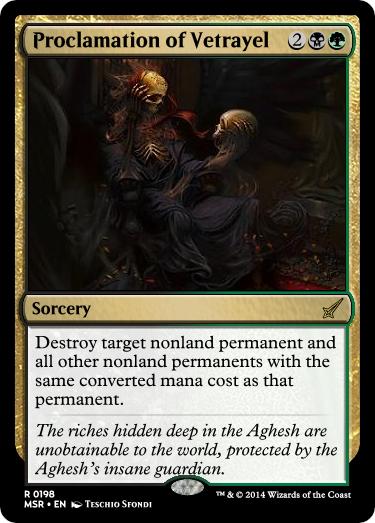 Proclamation of Vetrayel 2
Sorcery
Destroy target nonland permanent and
all other nonland permanents with the
same converted mana cost as that
permanent.
The riches hidden deep in the Aghesh are
unobtainable to the world, protected by the
Aghesh's insane guardian.
R 0198
MSR • EN Teschio Sfondi
™ & © 2014 Wizards of the Coast